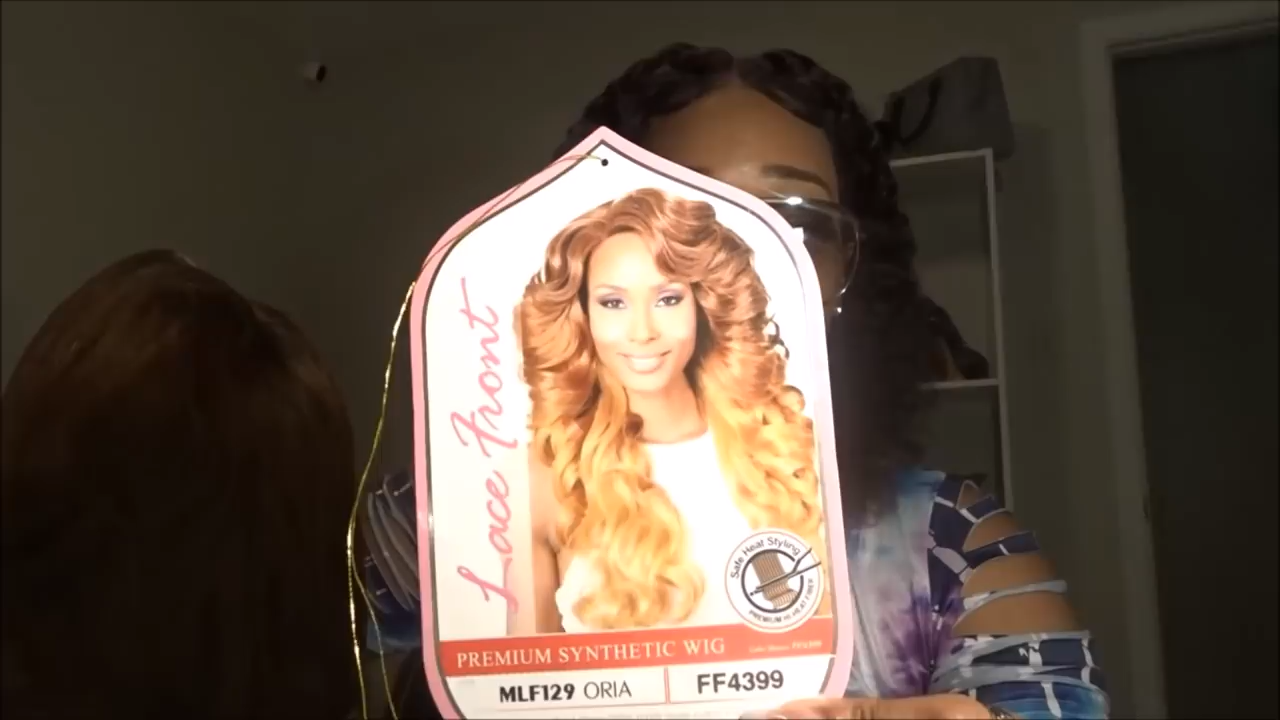 Lace Front
Safe Heat Styling
PREMIUM HI-HEAT FIBER
PREMIUM SYNTHETIC WIG
MLF129 ORIA
FF4399